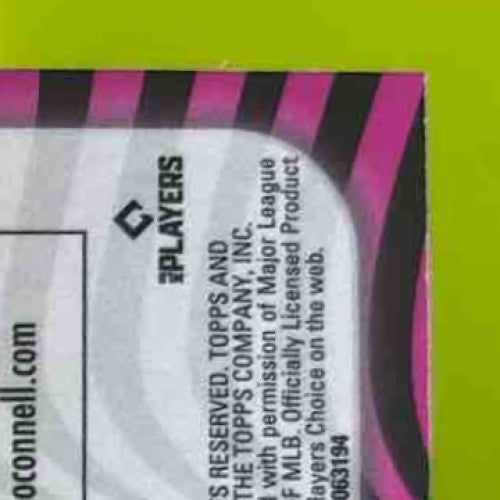 oconnell.com
PLAYERS
S RESERVED. TOPPS AND
THE TOPPS COMPANY, INC.
with permission of Major League
F MLB. Officially Licensed Product
ayers Choice on the web.
063194